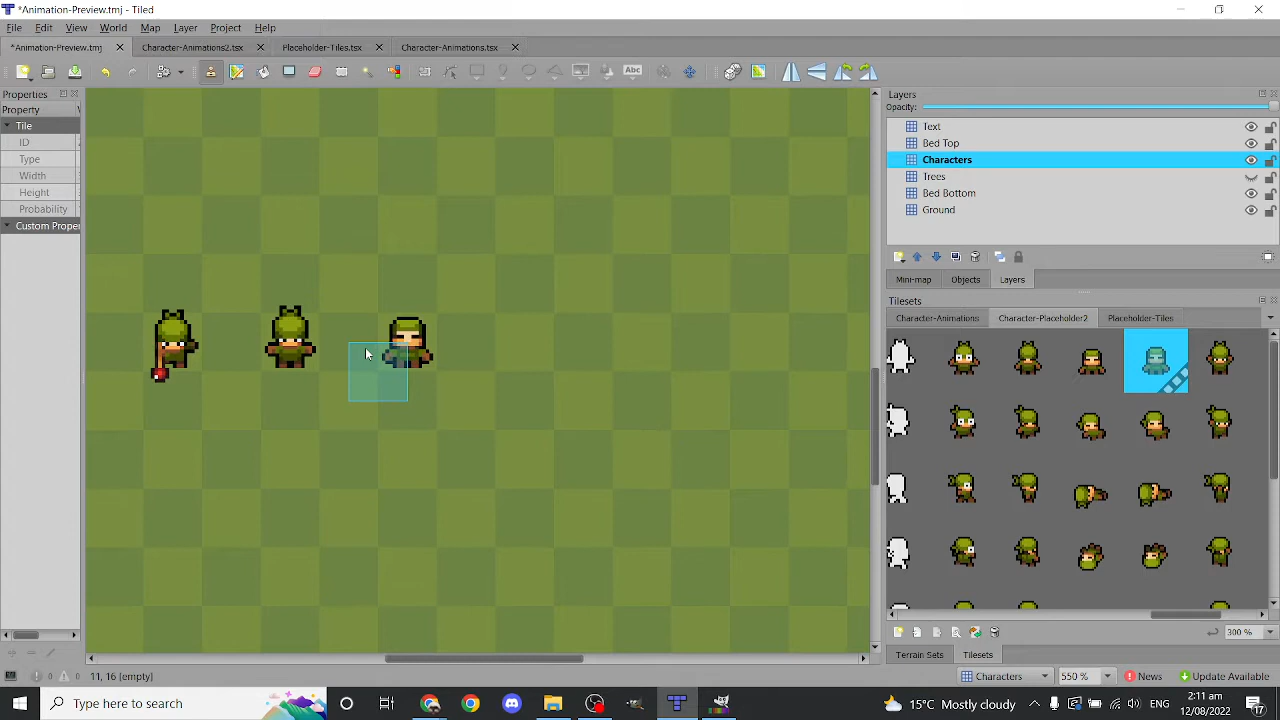 *Animation-Preview.tmj - Tiled
File Edit View World Map Layer Project Help
*Animation-Preview.tmj Character-Animations2.tsx Placeholder-Tiles.tsx Character-Animations.tsx
Abc
Properties
Property
Tile
ID
Type
Width
Height
Probability
Custom Prope
Layers
Opacity:
Text
Bed Top
Characters
Trees
Bed Bottom
Ground
Mini-map Objects Layers
Tilesets
Character-Animations Character-Placeholder2 Placeholder-Tiles
300 %
Terrain Sets Tilesets
0 0 11, 16 [empty]
Characters 550 % News Update Available
Type here to search
15°C Mostly cloudy
2:11 am
12/08/2022